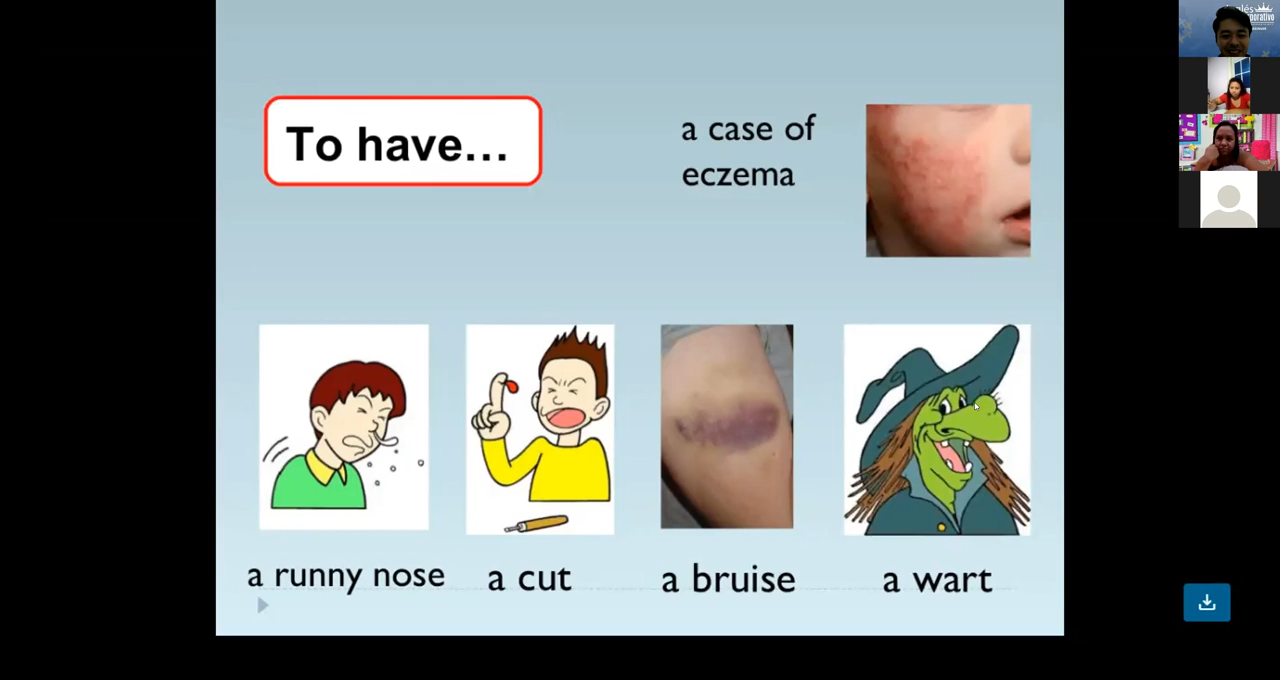 To have...
a case of
eczema
a runny nose
a cut
a bruise
a wart